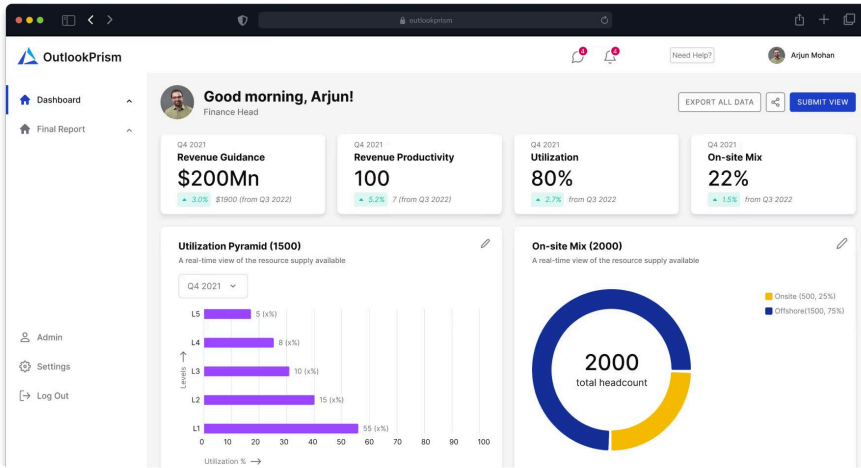 outlookprism
OutlookPrism
4
4
Need Help?
Arjun Mohan
Dashboard
Final Report
Admin
Settings
Log Out
Good morning, Arjun!
Finance Head
EXPORT ALL DATA
SUBMIT VIEW
Q4 2021
Revenue Guidance
$200Mn
3.0% $1900 (from Q3 2022)
Q4 2021
Revenue Productivity
100
5.2% 7 (from Q3 2022)
Q4 2021
Utilization
80%
2.7% from Q3 2022
Q4 2021
On-site Mix
22%
1.5% from Q3 2022
Utilization Pyramid (1500)
A real-time view of the resource supply available
Q4 2021
L5 5 (x%)
L4 8 (x%)
L3 10 (x%)
L2 15 (x%)
L1 55 (x%)
Levels
0 10 20 30 40 50 60 70 80 90 100
Utilization %
On-site Mix (2000)
A real-time view of the resource supply available
Onsite (500, 25%)
Offshore(1500, 75%)
2000
total headcount